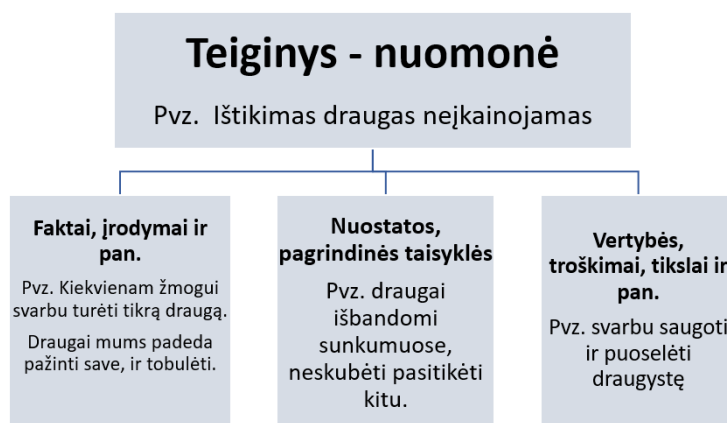 Teiginys - nuomonė
Pvz. Ištikimas draugas neįkainojamas
Faktai, įrodymai ir
pan.
Pvz. Kiekvienam žmogui
svarbu turėti tikrą draugą.
Draugai mums padeda
pažinti save, ir tobulėti.
Nuostatos,
pagrindinės taisyklės
Pvz. draugai
išbandomi
sunkumuose,
neskubėti pasitikėti
kitu.
Vertybės,
troškimai, tikslai ir
pan.
Pvz. svarbu saugoti
ir puoselėti
draugystę